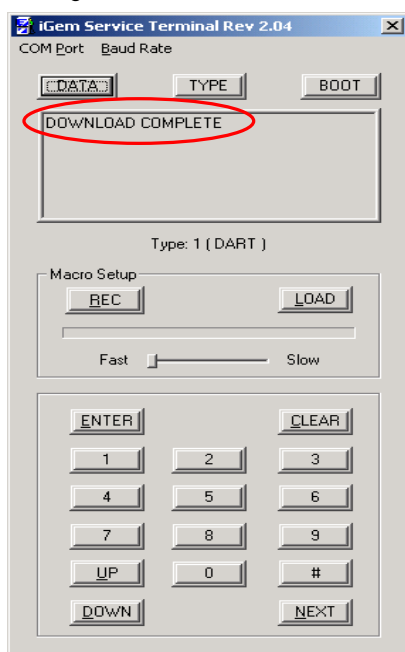 iGem Service Terminal Rev 2.04
COM Port Baud Rate
DATA TYPE BOOT
DOWNLOAD COMPLETE
Type: 1 ( DART )
Macro Setup
REC LOAD
Fast Slow
ENTER CLEAR
1 2 3
4 5 6
7 8 9
UP 0 #
DOWN NEXT